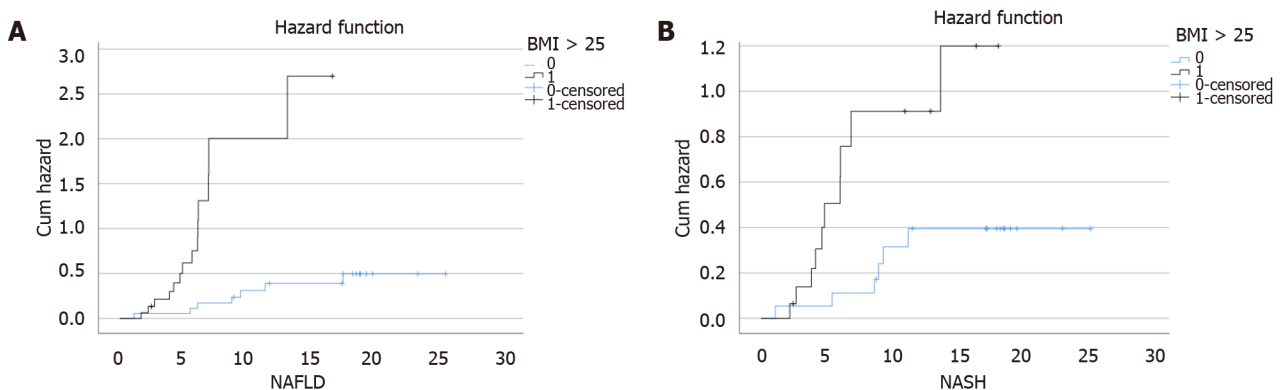 A
Hazard function
BMI > 25
0
1
0-censored
1-censored
3.0
2.5
2.0
1.5
1.0
0.5
0.0
Cum hazard
0 5 10 15 20 25 30
NAFLD
B
Hazard function
BMI > 25
0
1
0-censored
1-censored
1.2
1.0
0.8
0.6
0.4
0.2
0.0
Cum hazard
0 5 10 15 20 25 30
NASH